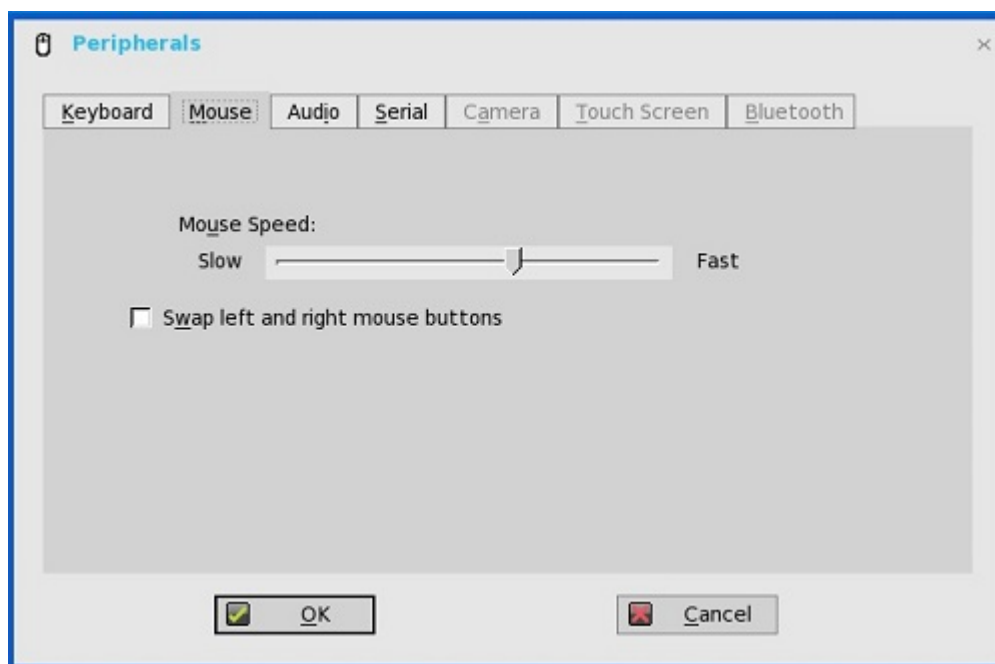 Peripherals
Keyboard Mouse Audio Serial Camera Touch Screen Bluetooth
Mouse Speed:
Slow Fast
Swap left and right mouse buttons
OK Cancel